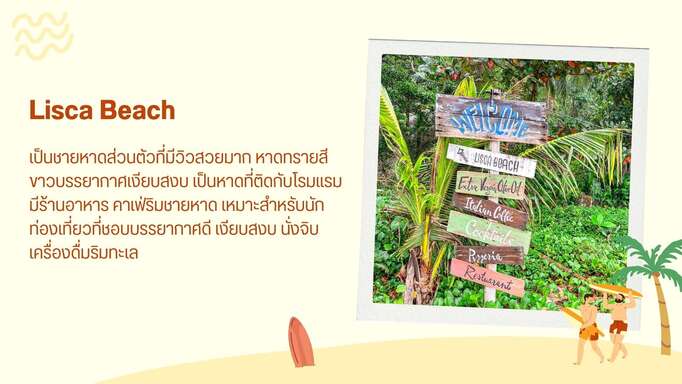 Lisca Beach
เป็นชายหาดส่วนตัวที่มีวิวสวยมาก หาดทรายสี
ขาวบรรยากาศเงียบสงบ เป็นหาดที่ติดกับโรมแรม
มีร้านอาหาร คาเฟ่ริมชายหาด เหมาะสำหรับนัก
ท่องเที่ยวที่ชอบบรรยากาศดี เงียบสงบ นั่งจิบ
เครื่องดื่มริมทะเล
WELCOME
LISCA BEACH
Extra Virgin Olive Oil
Italian Coffee
Cocktails
Pizzeria
Restaurant